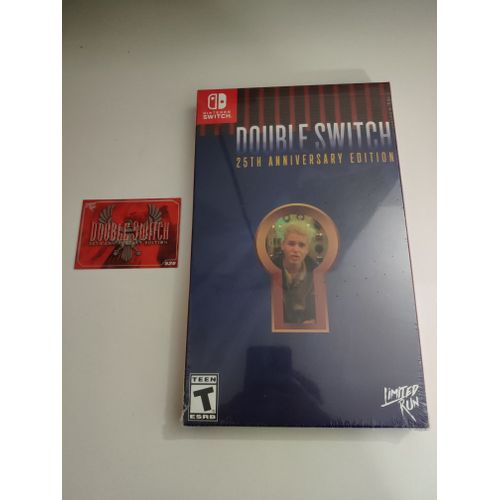 NINTENDO
SWITCH
DOUBLE SWITCH
25TH ANNIVERSARY EDITION
DOUBLE SWITCH
25TH ANNIVERSARY EDITION
TEEN
T
ESRB
LIMITED
RUN